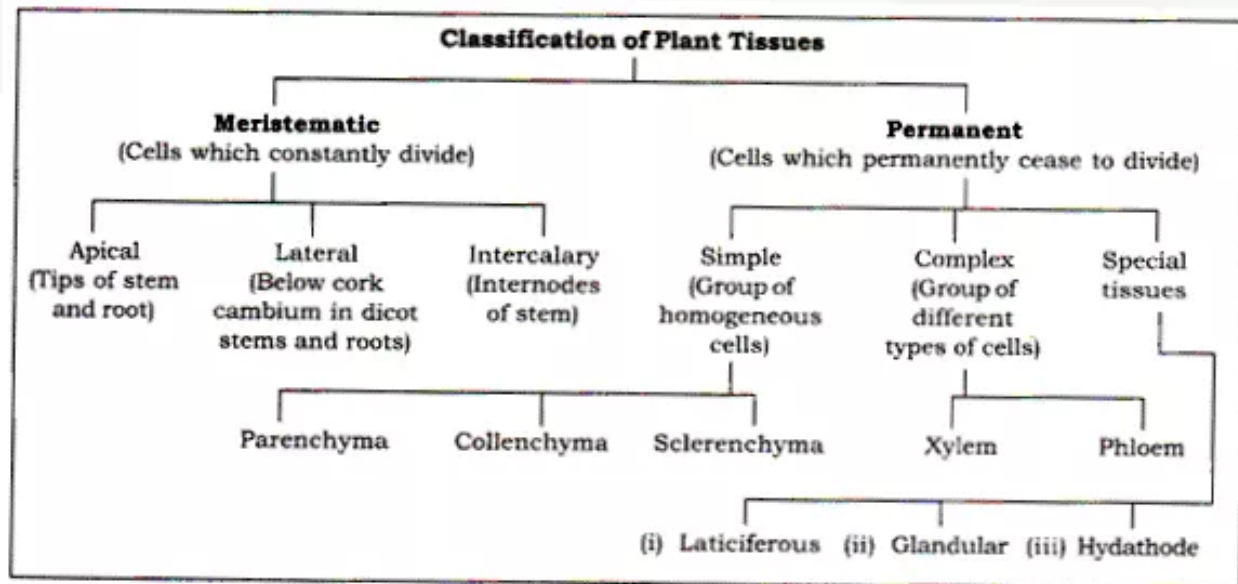 Classification of Plant Tissues
Meristematic
(Cells which constantly divide)
Permanent
(Cells which permanently cease to divide)
Apical
(Tips of stem
and root)
Lateral
(Below cork
cambium in dicot
stems and roots)
Intercalary
(Internodes
of stem)
Simple
(Group of
homogeneous
cells)
Complex
(Group of
different
types of cells)
Special
tissues
Parenchyma
Collenchyma
Sclerenchyma
Xylem
Phloem
(i) Laticiferous (ii) Glandular (iii) Hydathode